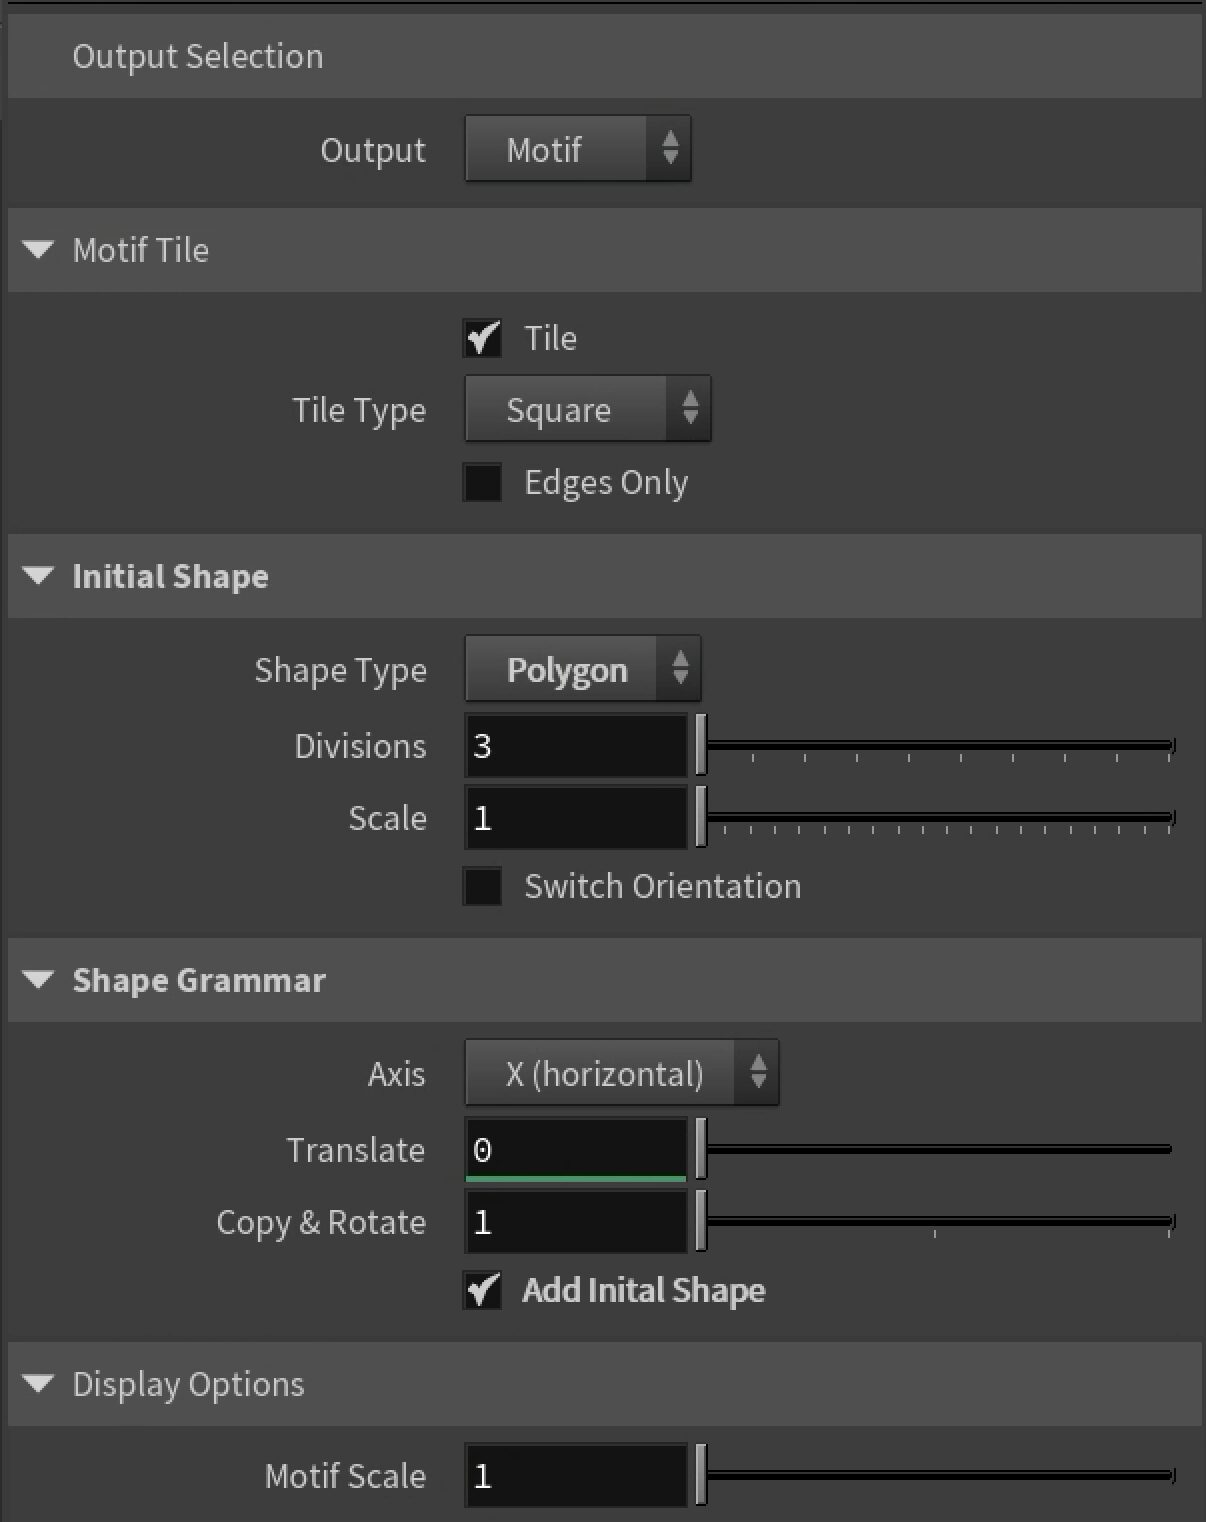 Output Selection
Output Motif
Motif Tile
Tile
Tile Type Square
Edges Only
Initial Shape
Shape Type Polygon
Divisions 3
Scale 1
Switch Orientation
Shape Grammar
Axis X (horizontal)
Translate 0
Copy & Rotate 1
Add Inital Shape
Display Options
Motif Scale 1